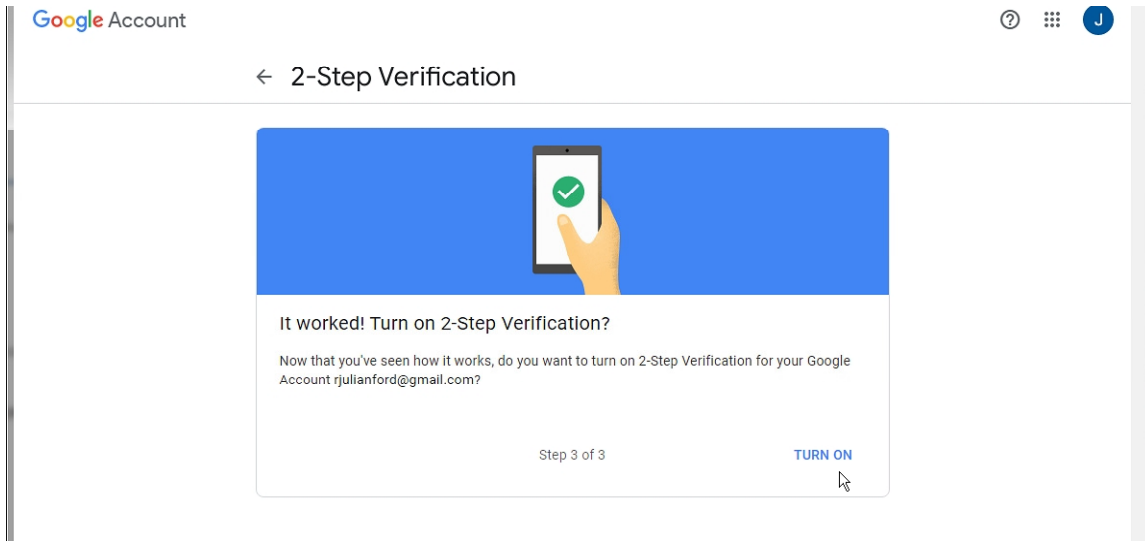 Google Account
J
2-Step Verification
It worked! Turn on 2-Step Verification?
Now that you've seen how it works, do you want to turn on 2-Step Verification for your Google
Account rjulianford@gmail.com?
Step 3 of 3
TURN ON